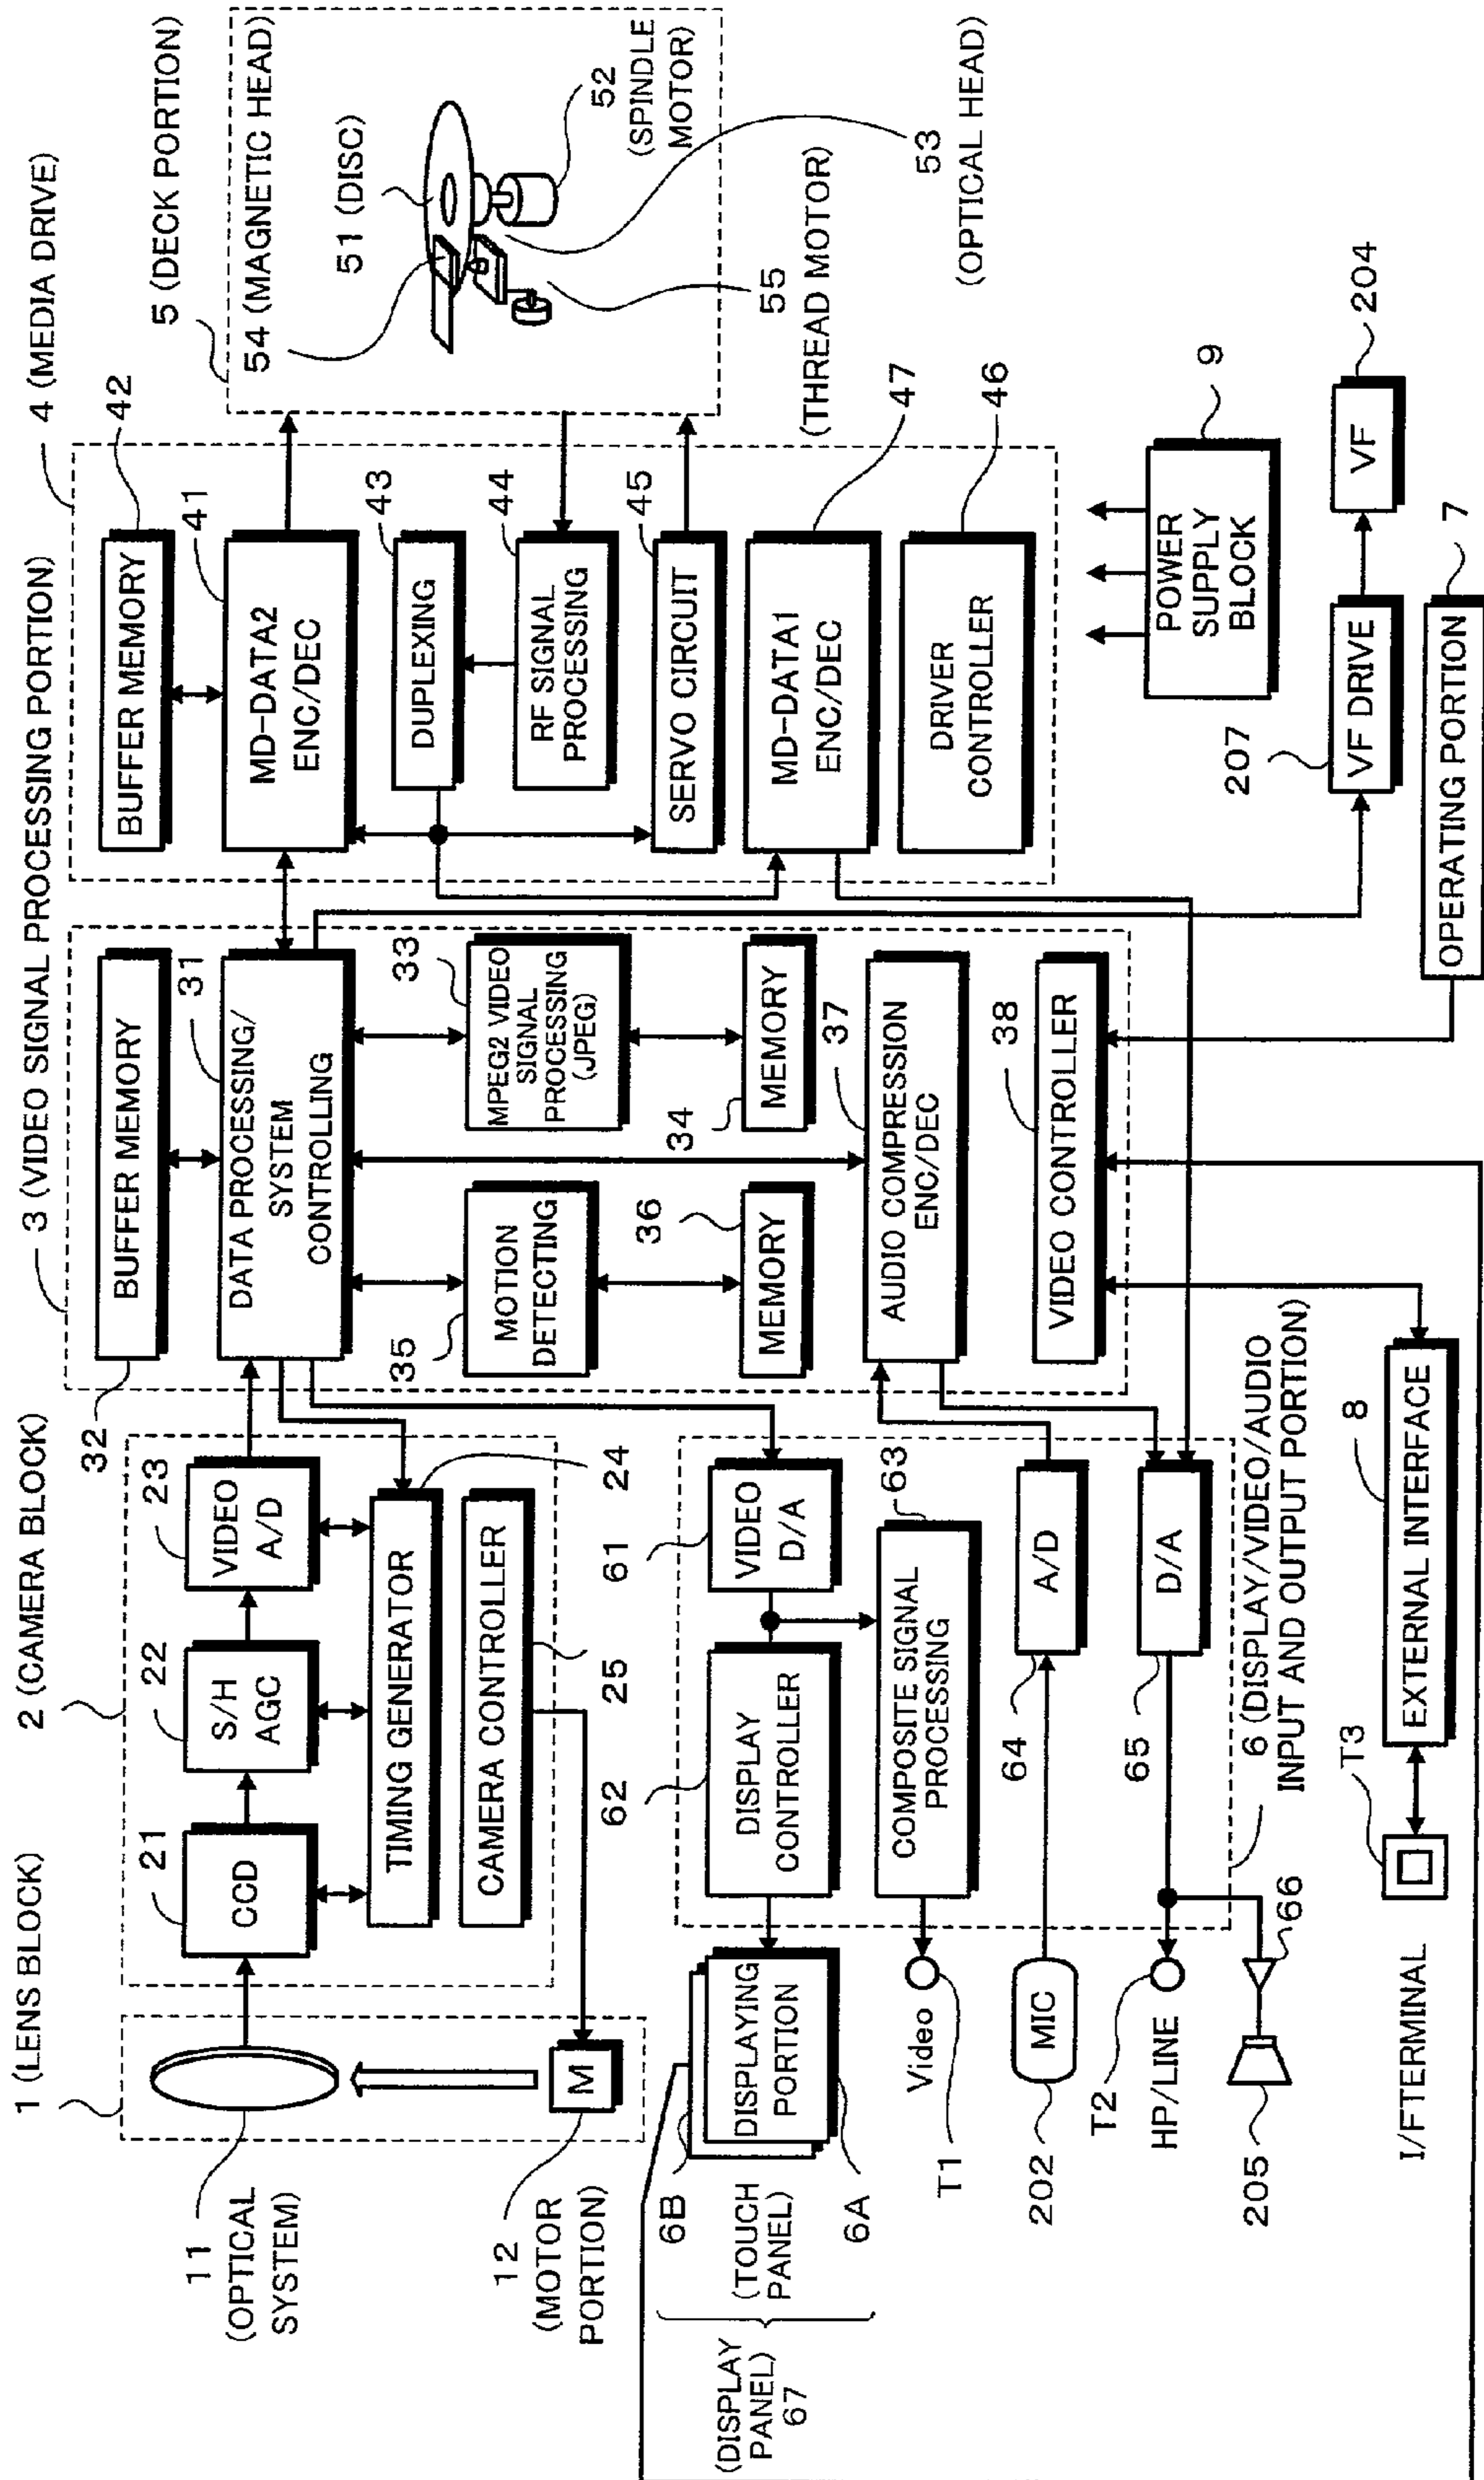 1 (LENS BLOCK)
11
(OPTICAL
SYSTEM)
12
(MOTOR
PORTION)
M
2 (CAMERA BLOCK)
21
CCD
22
S/H
AGC
23
VIDEO
A/D
TIMING GENERATOR
24
CAMERA CONTROLLER
25
3 (VIDEO SIGNAL PROCESSING PORTION)
32
BUFFER MEMORY
31
DATA PROCESSING/
SYSTEM
CONTROLLING
35
MOTION
DETECTING
33
MPEG2 VIDEO
SIGNAL
PROCESSING
(JPEG)
36
MEMORY
34
MEMORY
37
AUDIO COMPRESSION
ENC/DEC
38
VIDEO CONTROLLER
4 (MEDIA DRIVE)
42
BUFFER MEMORY
41
MD-DATA2
ENC/DEC
43
DUPLEXING
44
RF SIGNAL
PROCESSING
45
SERVO CIRCUIT
47
MD-DATA1
ENC/DEC
46
DRIVER
CONTROLLER
5 (DECK PORTION)
54 (MAGNETIC HEAD)
51 (DISC)
52
(SPINDLE
MOTOR)
53
(OPTICAL HEAD)
55
(THREAD MOTOR)
61
VIDEO
D/A
62
DISPLAY
CONTROLLER
63
COMPOSITE SIGNAL
PROCESSING
64
A/D
65
D/A
6 (DISPLAY/VIDEO/AUDIO
INPUT AND OUTPUT PORTION)
DISPLAYING
PORTION
6B
(TOUCH
PANEL)
6A
(DISPLAY
PANEL)
67
Video
T1
MIC
202
T2
HP/LINE
66
205
T3
I/FTERMINAL
8
EXTERNAL INTERFACE
9
POWER
SUPPLY
BLOCK
207
VF DRIVE
204
VF
7
OPERATING PORTION